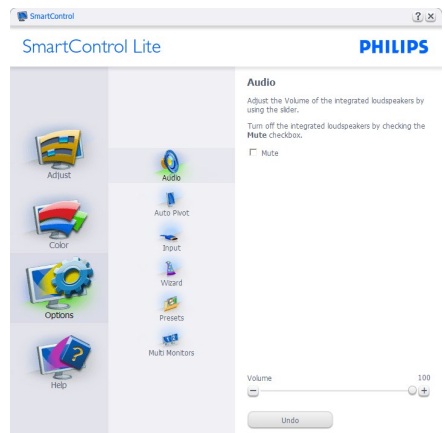 SmartControl
? ×
SmartControl Lite
PHILIPS
Adjust
Color
Options
Help
Audio
Auto Pivot
Input
Wizard
Presets
Multi Monitors
Audio
Adjust the Volume of the integrated loudspeakers by
using the slider.
Turn off the integrated loudspeakers by checking the
Mute checkbox.
Mute
Volume 100
Undo